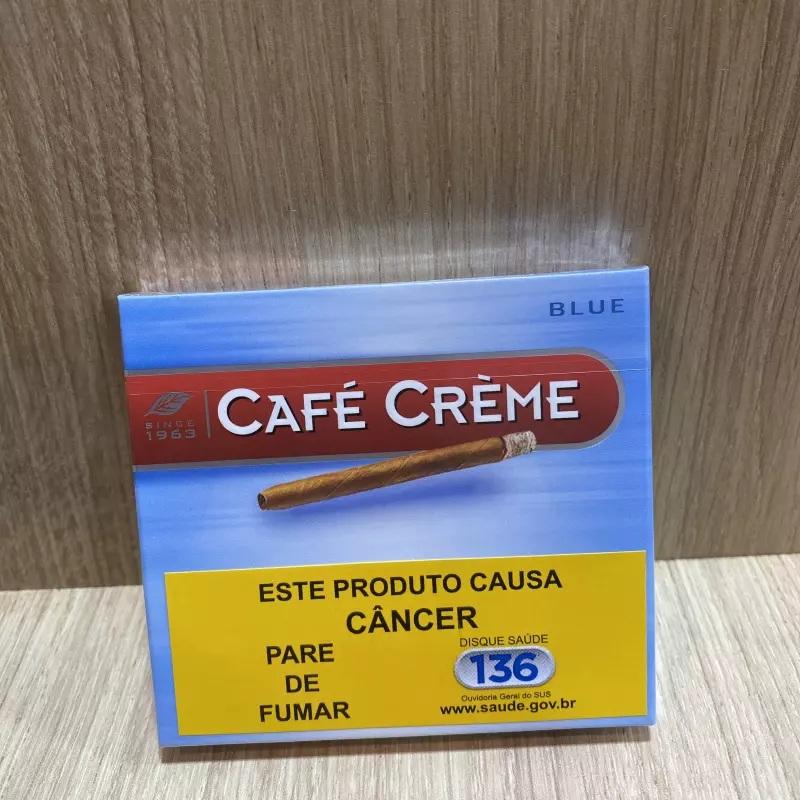 BLUE
CAFÉ CRÈME
SINCE
1963
ESTE PRODUTO CAUSA
CÂNCER
PARE
DE
FUMAR
DISQUE SAÚDE
136
Ouvidoria Geral do SUS
www.saude.gov.br